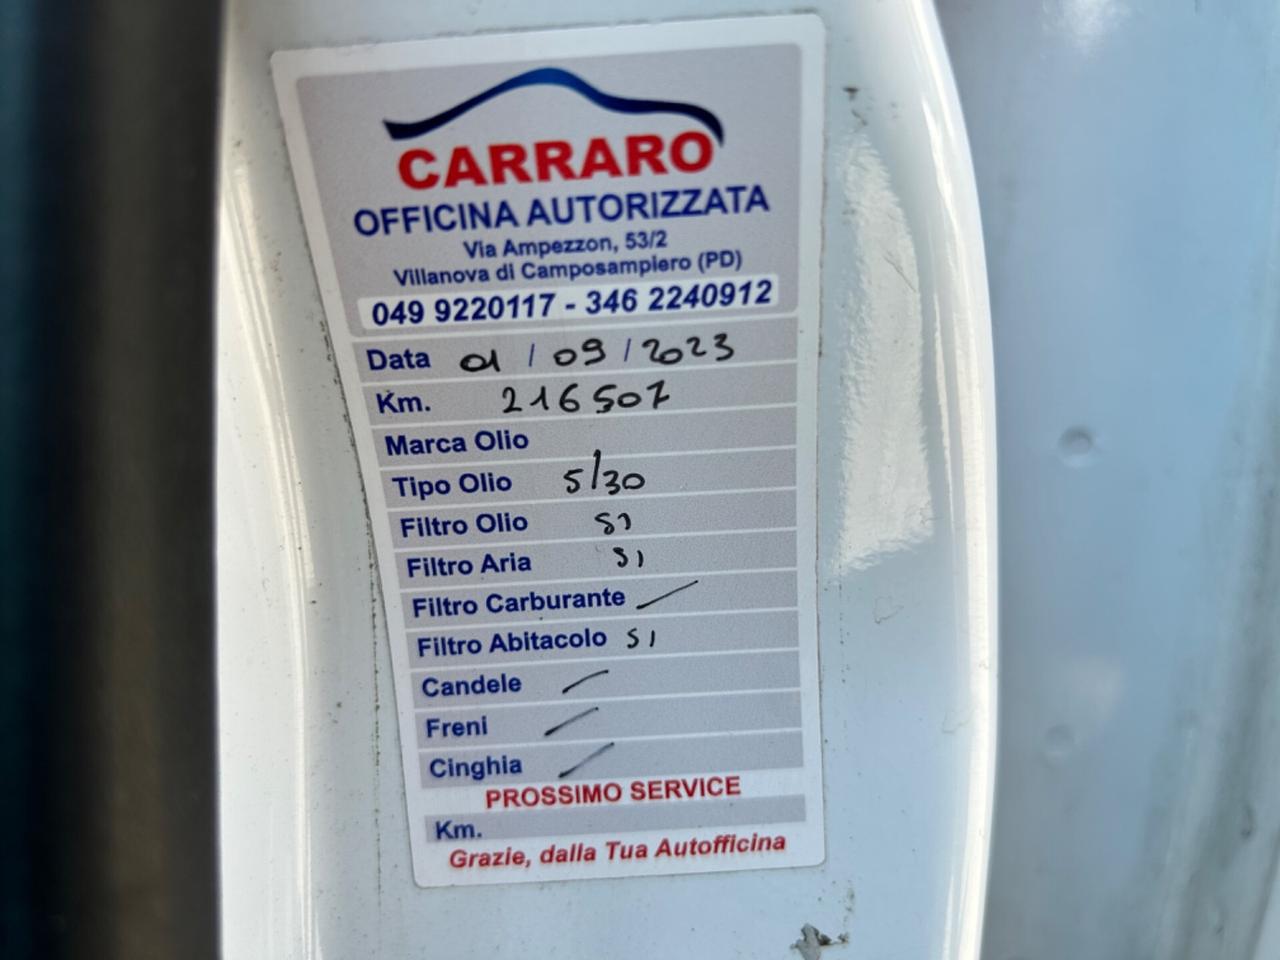 CARRARO
OFFICINA AUTORIZZATA
Via Ampezzon, 53/2
Villanova di Camposampiero (PD)
049 9220117 - 346 2240912
Data 01 / 09 / 2023
Km. 216507
Marca Olio
Tipo Olio 5/30
Filtro Olio SI
Filtro Aria SI
Filtro Carburante /
Filtro Abitacolo SI
Candele /
Freni /
Cinghia /
PROSSIMO SERVICE
Km.
Grazie, dalla Tua Autofficina